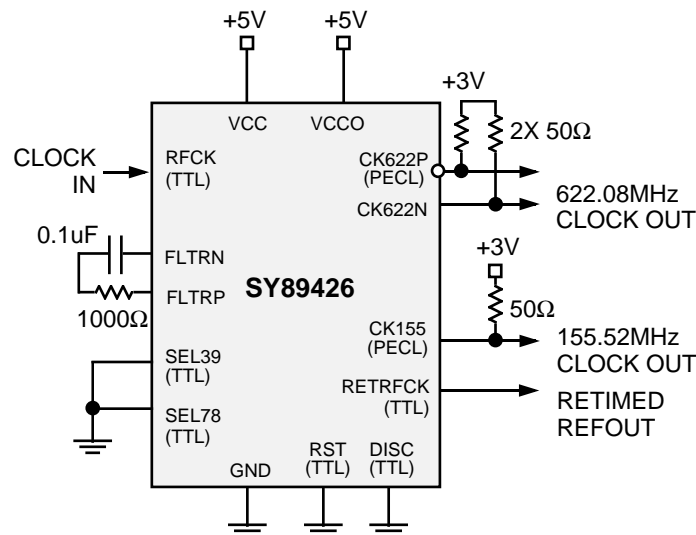 +5V
+5V
+3V
VCC
VCCO
2X 50Ω
CLOCK
IN
RFCK
(TTL)
CK622P
(PECL)
CK622N
622.08MHz
CLOCK OUT
0.1uF
FLTRN
+3V
SY89426
FLTRP
1000Ω
50Ω
CK155
(PECL)
155.52MHz
CLOCK OUT
SEL39
(TTL)
RETRFCK
(TTL)
RETIMED
REFOUT
SEL78
(TTL)
GND
RST
(TTL)
DISC
(TTL)